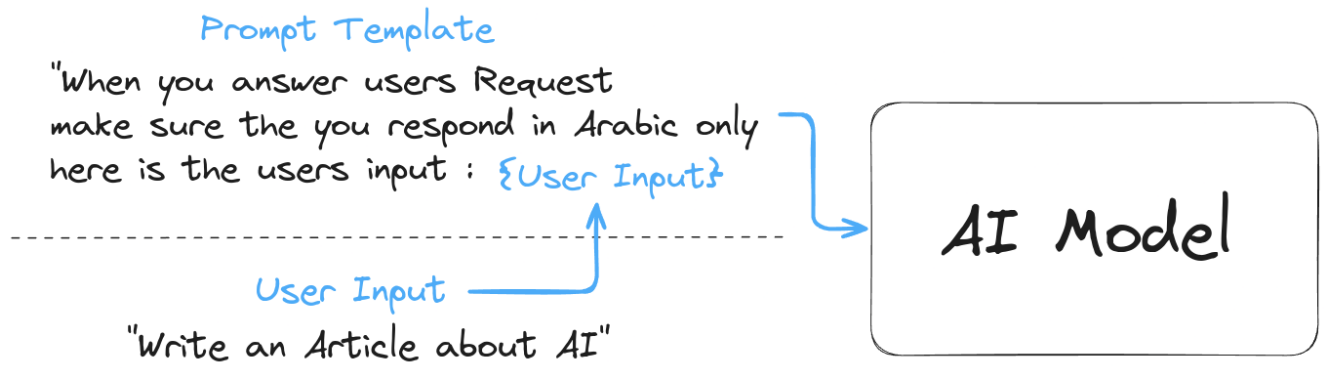 Prompt Template
"When you answer users Request
make sure the you respond in Arabic only
here is the users input : {User Input}
User Input
"Write an Article about AI"
AI Model